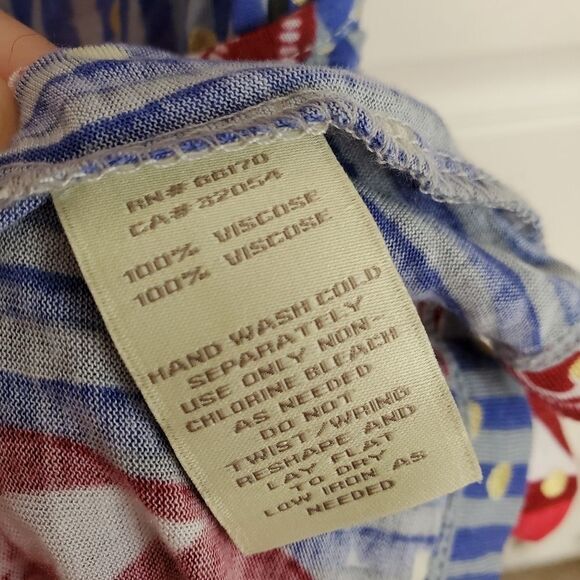 RN# 66170
CA# 32054
100% VISCOSE
100% VISCOSE
HAND WASH COLD
SEPARATELY
USE ONLY NON-
CHLORINE BLEACH
AS NEEDED
DO NOT
TWIST/WRING
RESHAPE AND
LAY FLAT
TO DRY
LOW IRON AS
NEEDED